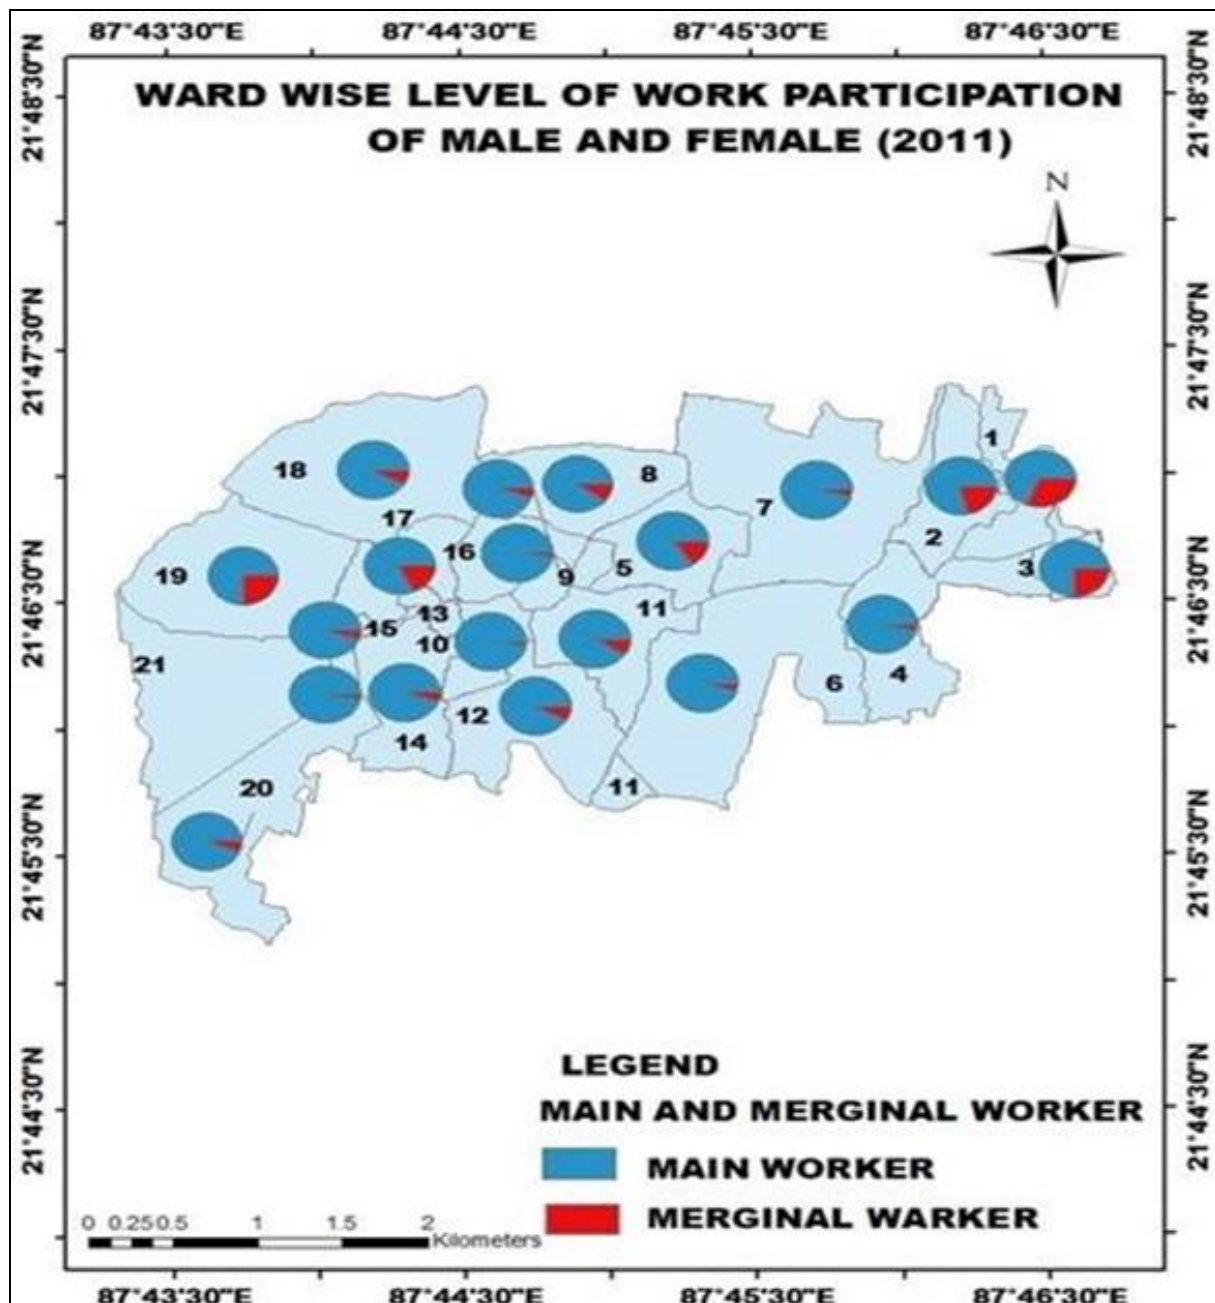 87°43'30"E 87°44'30"E 87°45'30"E 87°46'30"E
21°48'30"N 21°48'30"N
WARD WISE LEVEL OF WORK PARTICIPATION
OF MALE AND FEMALE (2011)
N
21°47'30"N 21°47'30"N
1
18 8
7
17
16 2
9 5 3
19
21°46'30"N 21°46'30"N
13 11
15
10
21 4
6
12
14
20 11
21°45'30"N 21°45'30"N
LEGEND
21°44'30"N 21°44'30"N
MAIN AND MERGINAL WORKER
MAIN WORKER
MERGINAL WARKER
0 0.25 0.5 1 1.5 2
Kilometers
87°43'30"E 87°44'30"E 87°45'30"E 87°46'30"E